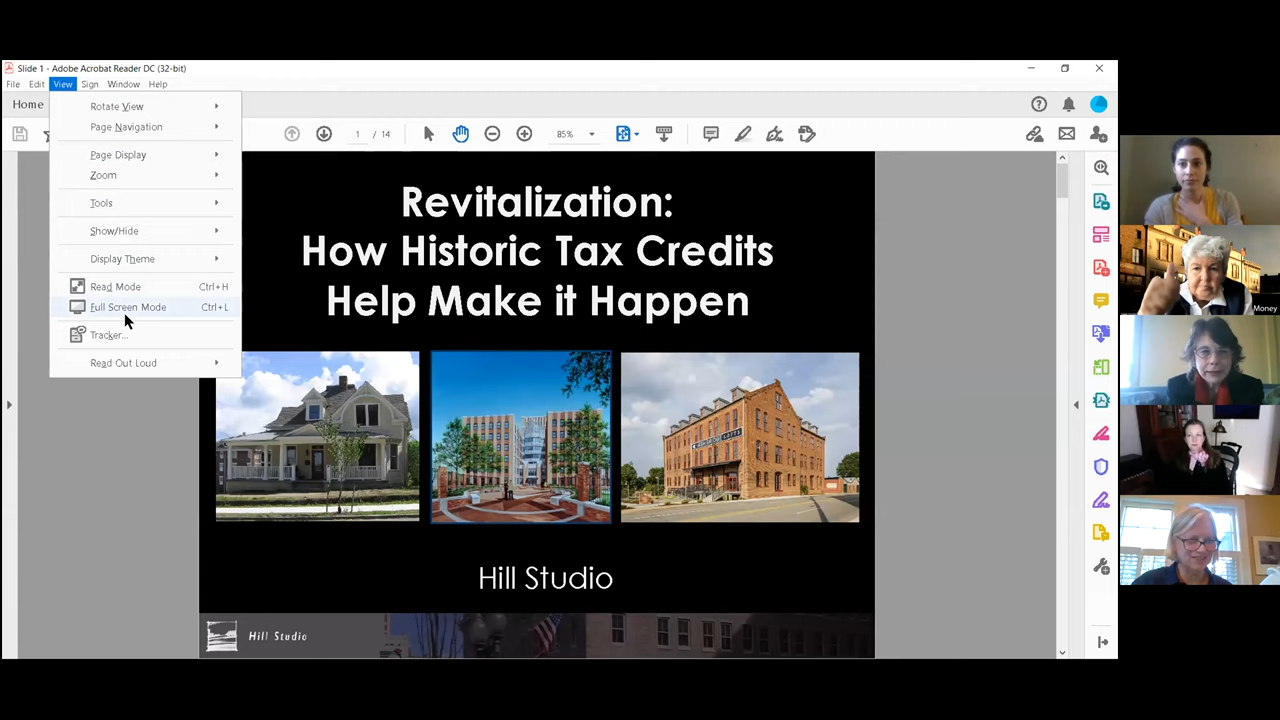 Slide 1 - Adobe Acrobat Reader DC (32-bit)
File Edit View Sign Window Help
Home
Rotate View
Page Navigation
Page Display
Zoom
Tools
Show/Hide
Display Theme
Read Mode Ctrl+H
Full Screen Mode Ctrl+L
Tracker...
Read Out Loud
1 / 14
85%
Revitalization:
How Historic Tax Credits
Help Make it Happen
Hill Studio
Hill Studio
Money